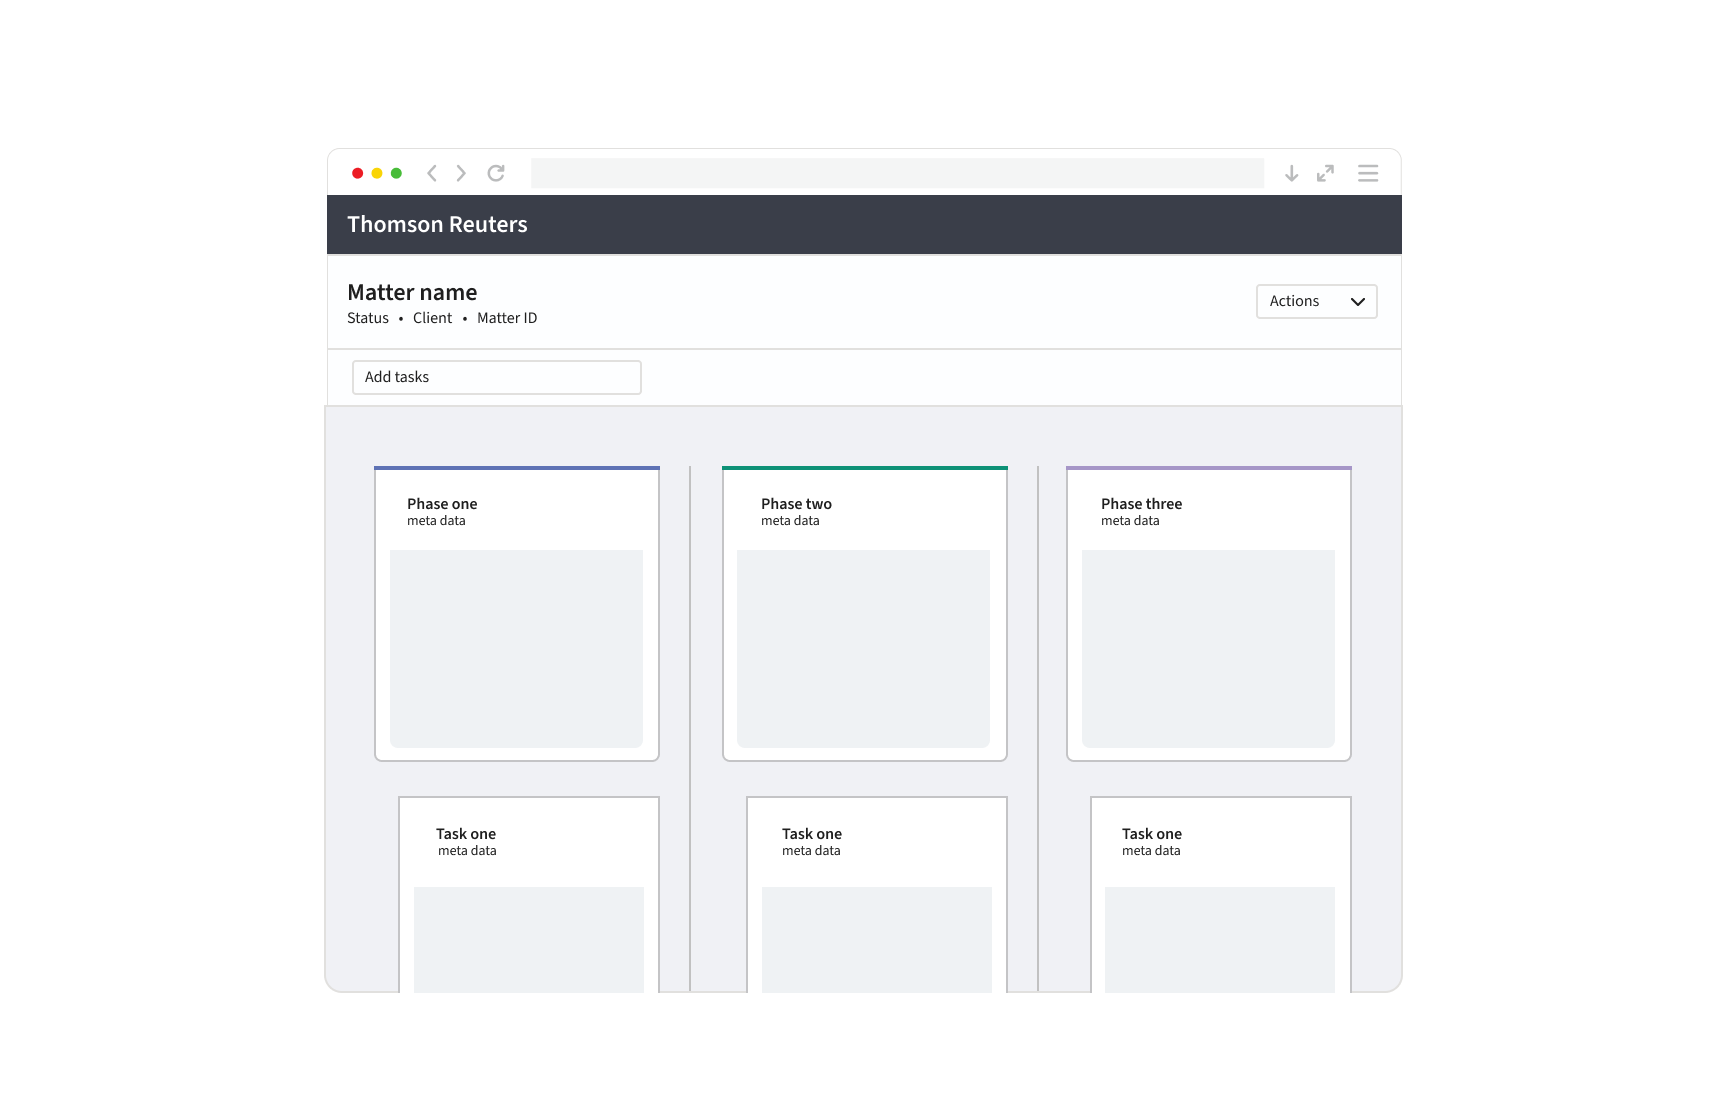 Thomson Reuters
Matter name
Status • Client • Matter ID
Actions
Add tasks
Phase one
meta data
Phase two
meta data
Phase three
meta data
Task one
meta data
Task one
meta data
Task one
meta data